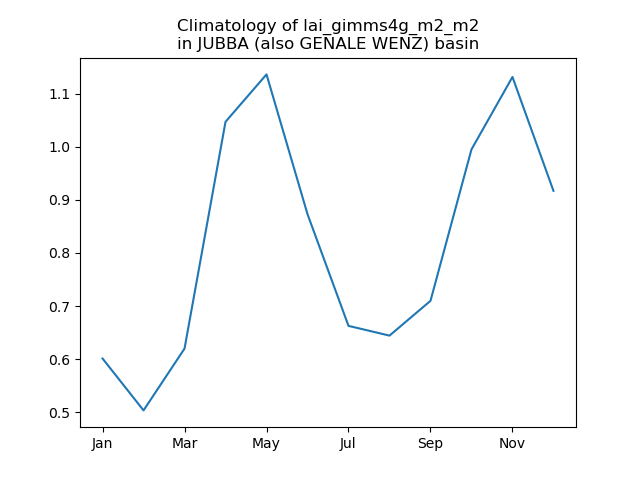 Climatology of lai_gimms4g_m2_m2
in JUBBA (also GENALE WENZ) basin
1.1
1.0
0.9
0.8
0.7
0.6
0.5
Jan Mar May Jul Sep Nov